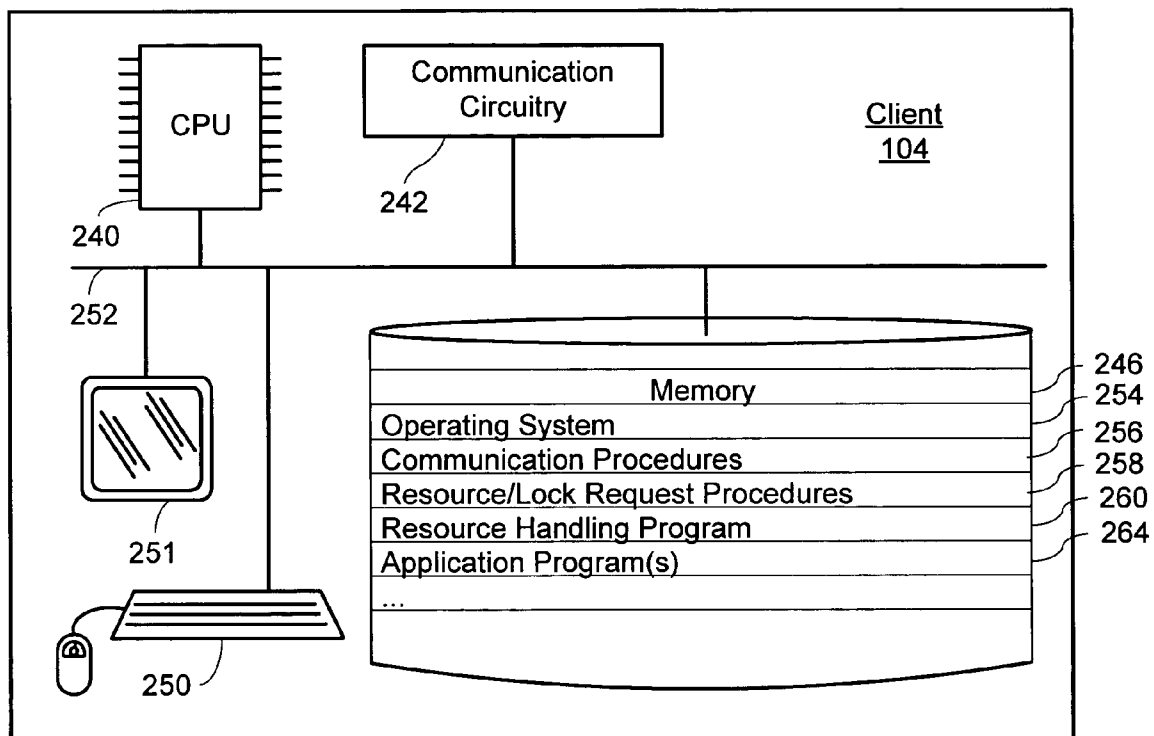 CPU
Communication
Circuitry
Client
104
240
242
252
Memory
246
Operating System
254
Communication Procedures
256
Resource/Lock Request Procedures
258
Resource Handling Program
260
Application Program(s)
264
...
251
250